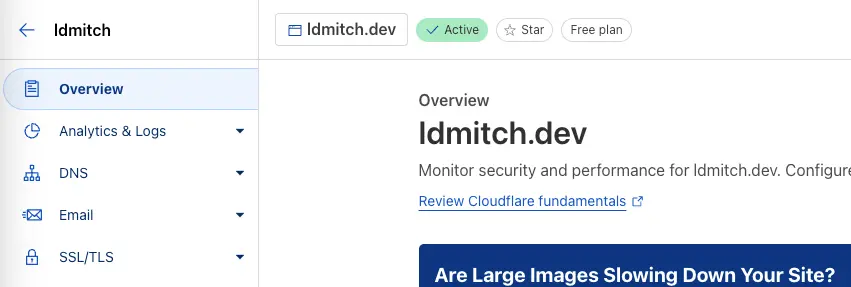 ldmitch
ldmitch.dev
Active
Star
Free plan
Overview
Analytics & Logs
DNS
Email
SSL/TLS
Overview
ldmitch.dev
Monitor security and performance for ldmitch.dev. Configure
Review Cloudflare fundamentals
Are Large Images Slowing Down Your Site?